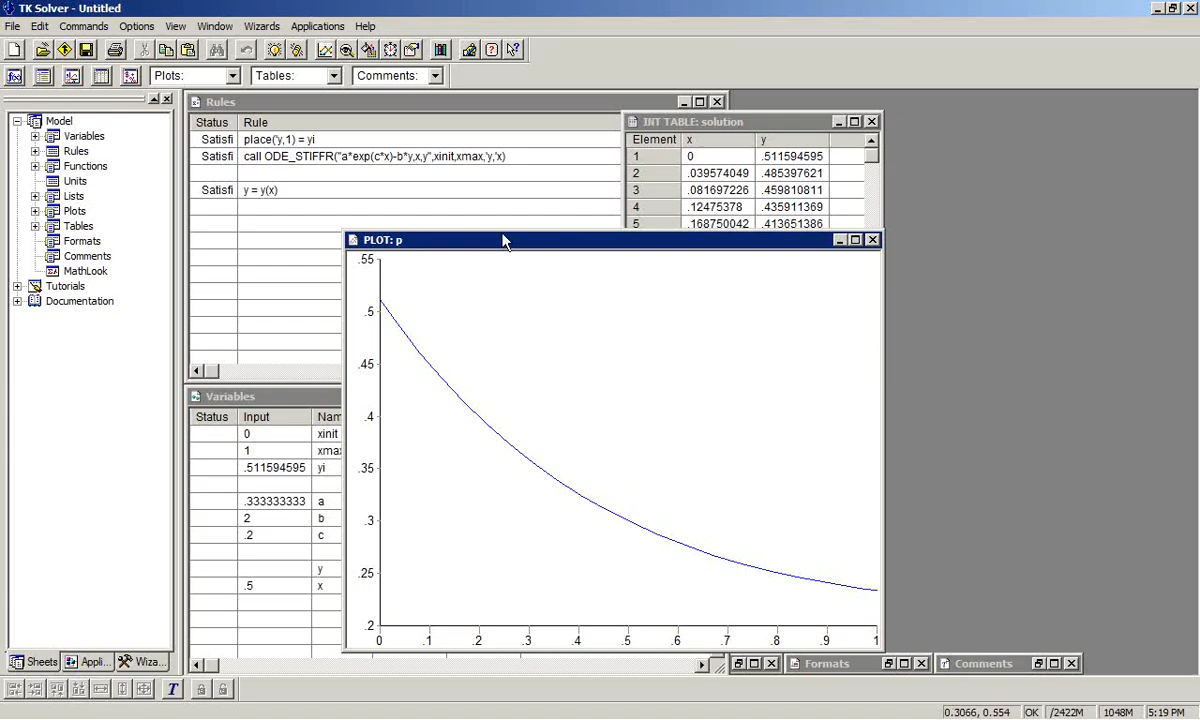 TK Solver - Untitled
File Edit Commands Options View Window Wizards Applications Help
Plots: Tables: Comments:
Model
Variables
Rules
Functions
Units
Lists
Plots
Tables
Formats
Comments
MathLook
Tutorials
Documentation
Sheets Appli... Wiza...
Rules
Status Rule
Satisfi place('y,1) = yi
Satisfi call ODE_STIFFR("a*exp(c*x)-b*y,x,y",xinit,xmax,'y,'x)
Satisfi y = y(x)
INT TABLE: solution
Element x y
1 0 .511594595
2 .039574049 .485397621
3 .081697226 .459810811
4 .12475378 .435911369
5 .168750042 .413651386
Variables
Status Input Nam
0 xinit
1 xma
.511594595 yi
.333333333 a
2 b
.2 c
y
.5 x
PLOT: p
.55
.5
.45
.4
.35
.3
.25
.2
0 .1 .2 .3 .4 .5 .6 .7 .8 .9 1
Formats Comments
T
0.3066, 0.554 OK /2422M 1048M 5:19 PM